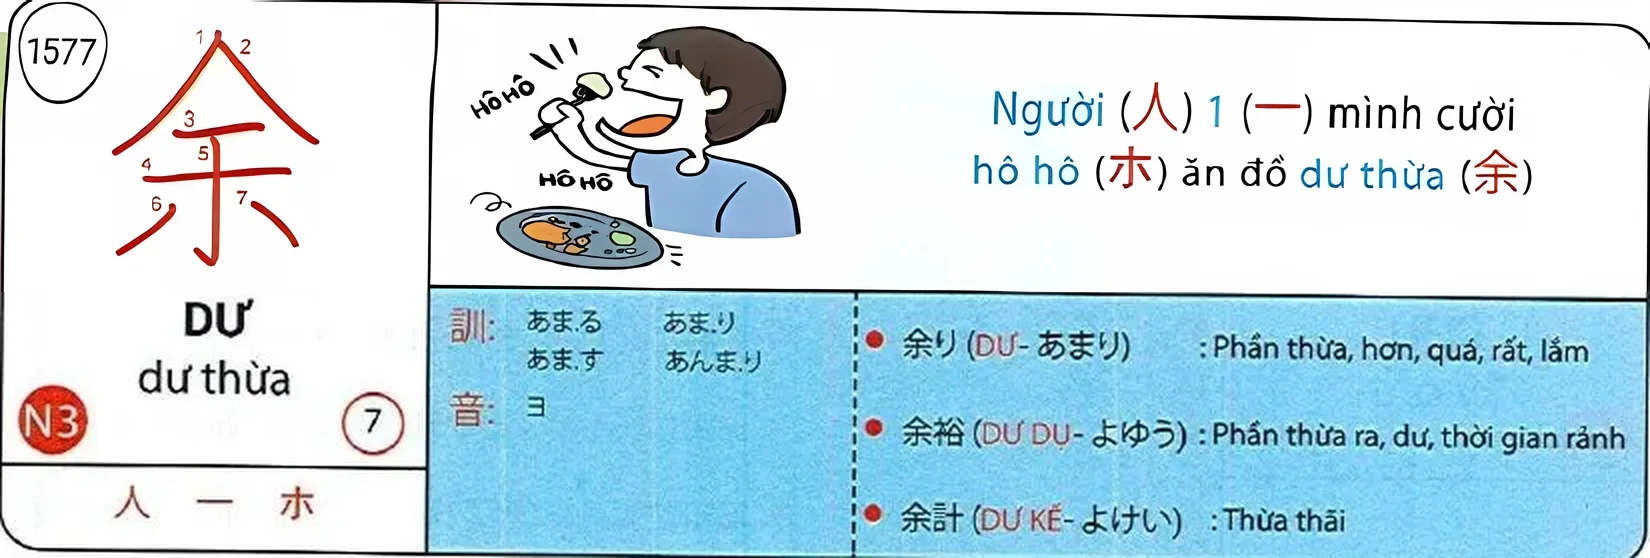 1577
1 2 3 4 5 6 7
余
DƯ
dư thừa
N3
7
人 一 ホ
HÔ HÔ
HÔ HÔ
Người (人) 1 (一) mình cười
hô hô (ホ) ăn đồ dư thừa (余)
訓: あま.る あま.り
あま.す あんま.り
音: ヨ
余り (DƯ- あまり) : Phần thừa, hơn, quá, rất, lắm
余裕 (DƯ DỤ- よゆう) : Phần thừa ra, dư, thời gian rảnh
余計 (DƯ KẾ- よけい) : Thừa thãi